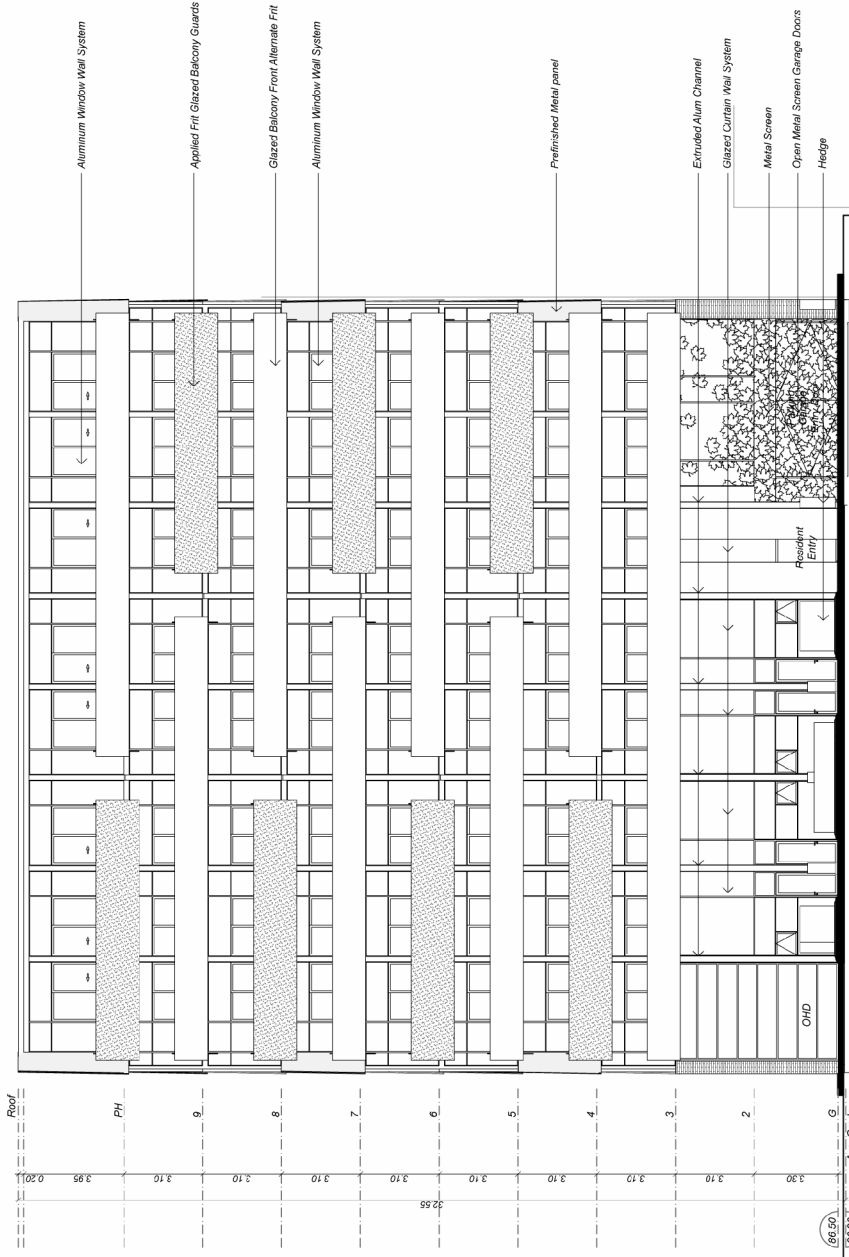 Aluminum Window Wall System
Applied Frit Glazed Balcony Guards
Glazed Balcony Front Alternate Frit
Aluminum Window Wall System
Prefinished Metal panel
Extruded Alum Channel
Glazed Curtain Wall System
Metal Screen
Open Metal Screen Garage Doors
Hedge
Resident
Entry
OHD
Roof
PH
9
8
7
6
5
4
3
2
G
0.20
3.95
3.10
3.10
3.10
3.10
3.10
3.10
3.10
3.10
3.30
32.55
86.50